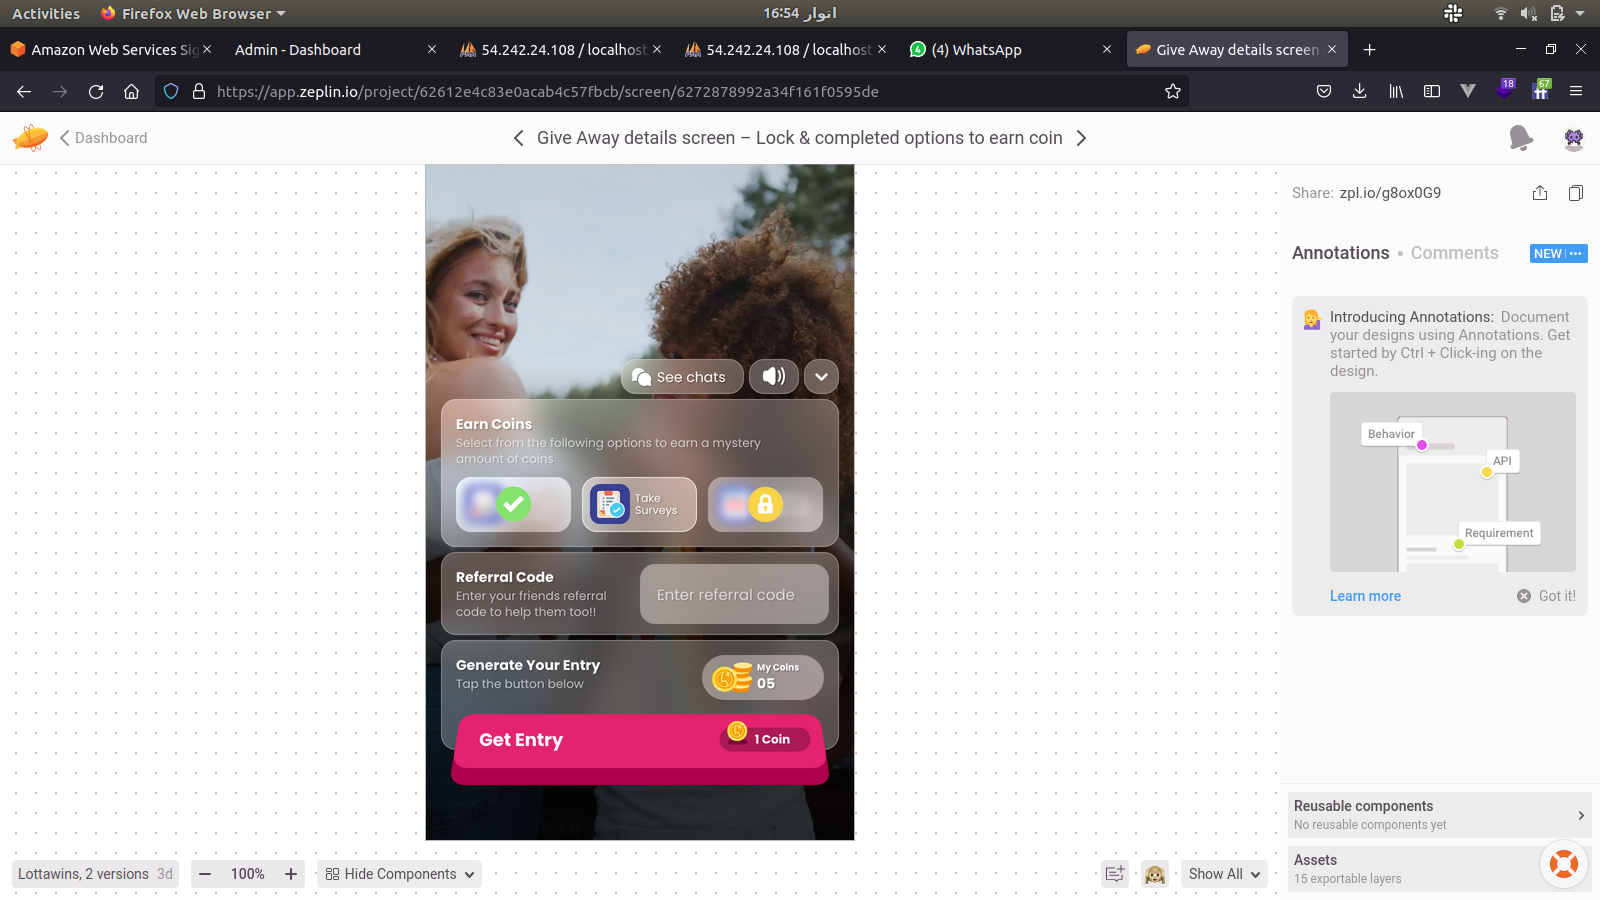 Activities
Firefox Web Browser
اتوار 16:54
Amazon Web Services Sig
Admin - Dashboard
54.242.24.108 / localhost
54.242.24.108 / localhost
(4) WhatsApp
Give Away details screen
https://app.zeplin.io/project/62612e4c83e0acab4c57fbcb/screen/6272878992a34f161f0595de
18
67
Dashboard
Give Away details screen – Lock & completed options to earn coin
Share: zpl.io/g8ox0G9
Annotations • Comments
NEW
Introducing Annotations: Document
your designs using Annotations. Get
started by Ctrl + Click-ing on the
design.
Behavior
API
Requirement
Learn more
Got it!
See chats
Earn Coins
Select from the following options to earn a mystery
amount of coins
Take
Surveys
Referral Code
Enter your friends referral
code to help them too!!
Enter referral code
Generate Your Entry
Tap the button below
My Coins
05
Get Entry
1 Coin
Reusable components
No reusable components yet
Assets
15 exportable layers
Lottawins, 2 versions 3d
100%
Hide Components
Show All